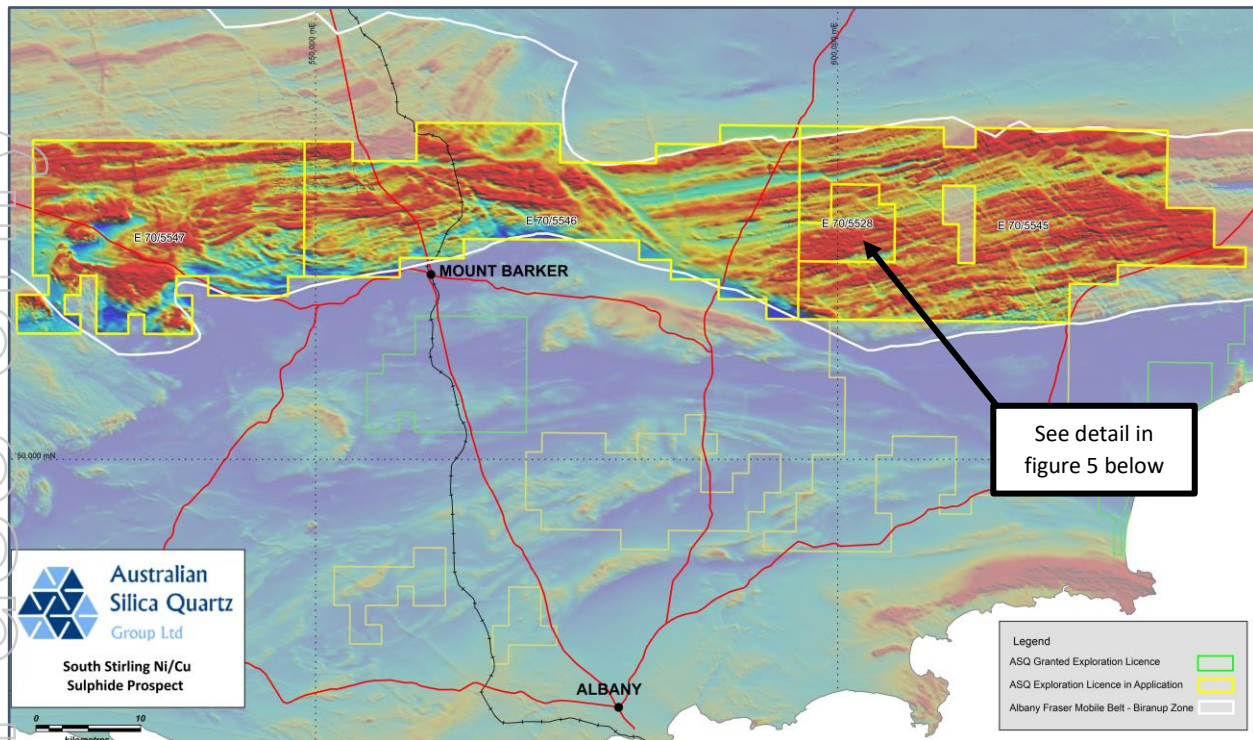 550,000 mE
600,000 mE
E 70/5547
E 70/5546
E 70/5528
E 70/5545
MOUNT BARKER
See detail in
figure 5 below
50,000 mN
Australian
Silica Quartz
Group Ltd
South Stirling Ni/Cu
Sulphide Prospect
0 10
kilometres
ALBANY
Legend
ASQ Granted Exploration Licence
ASQ Exploration Licence in Application
Albany Fraser Mobile Belt - Biranup Zone